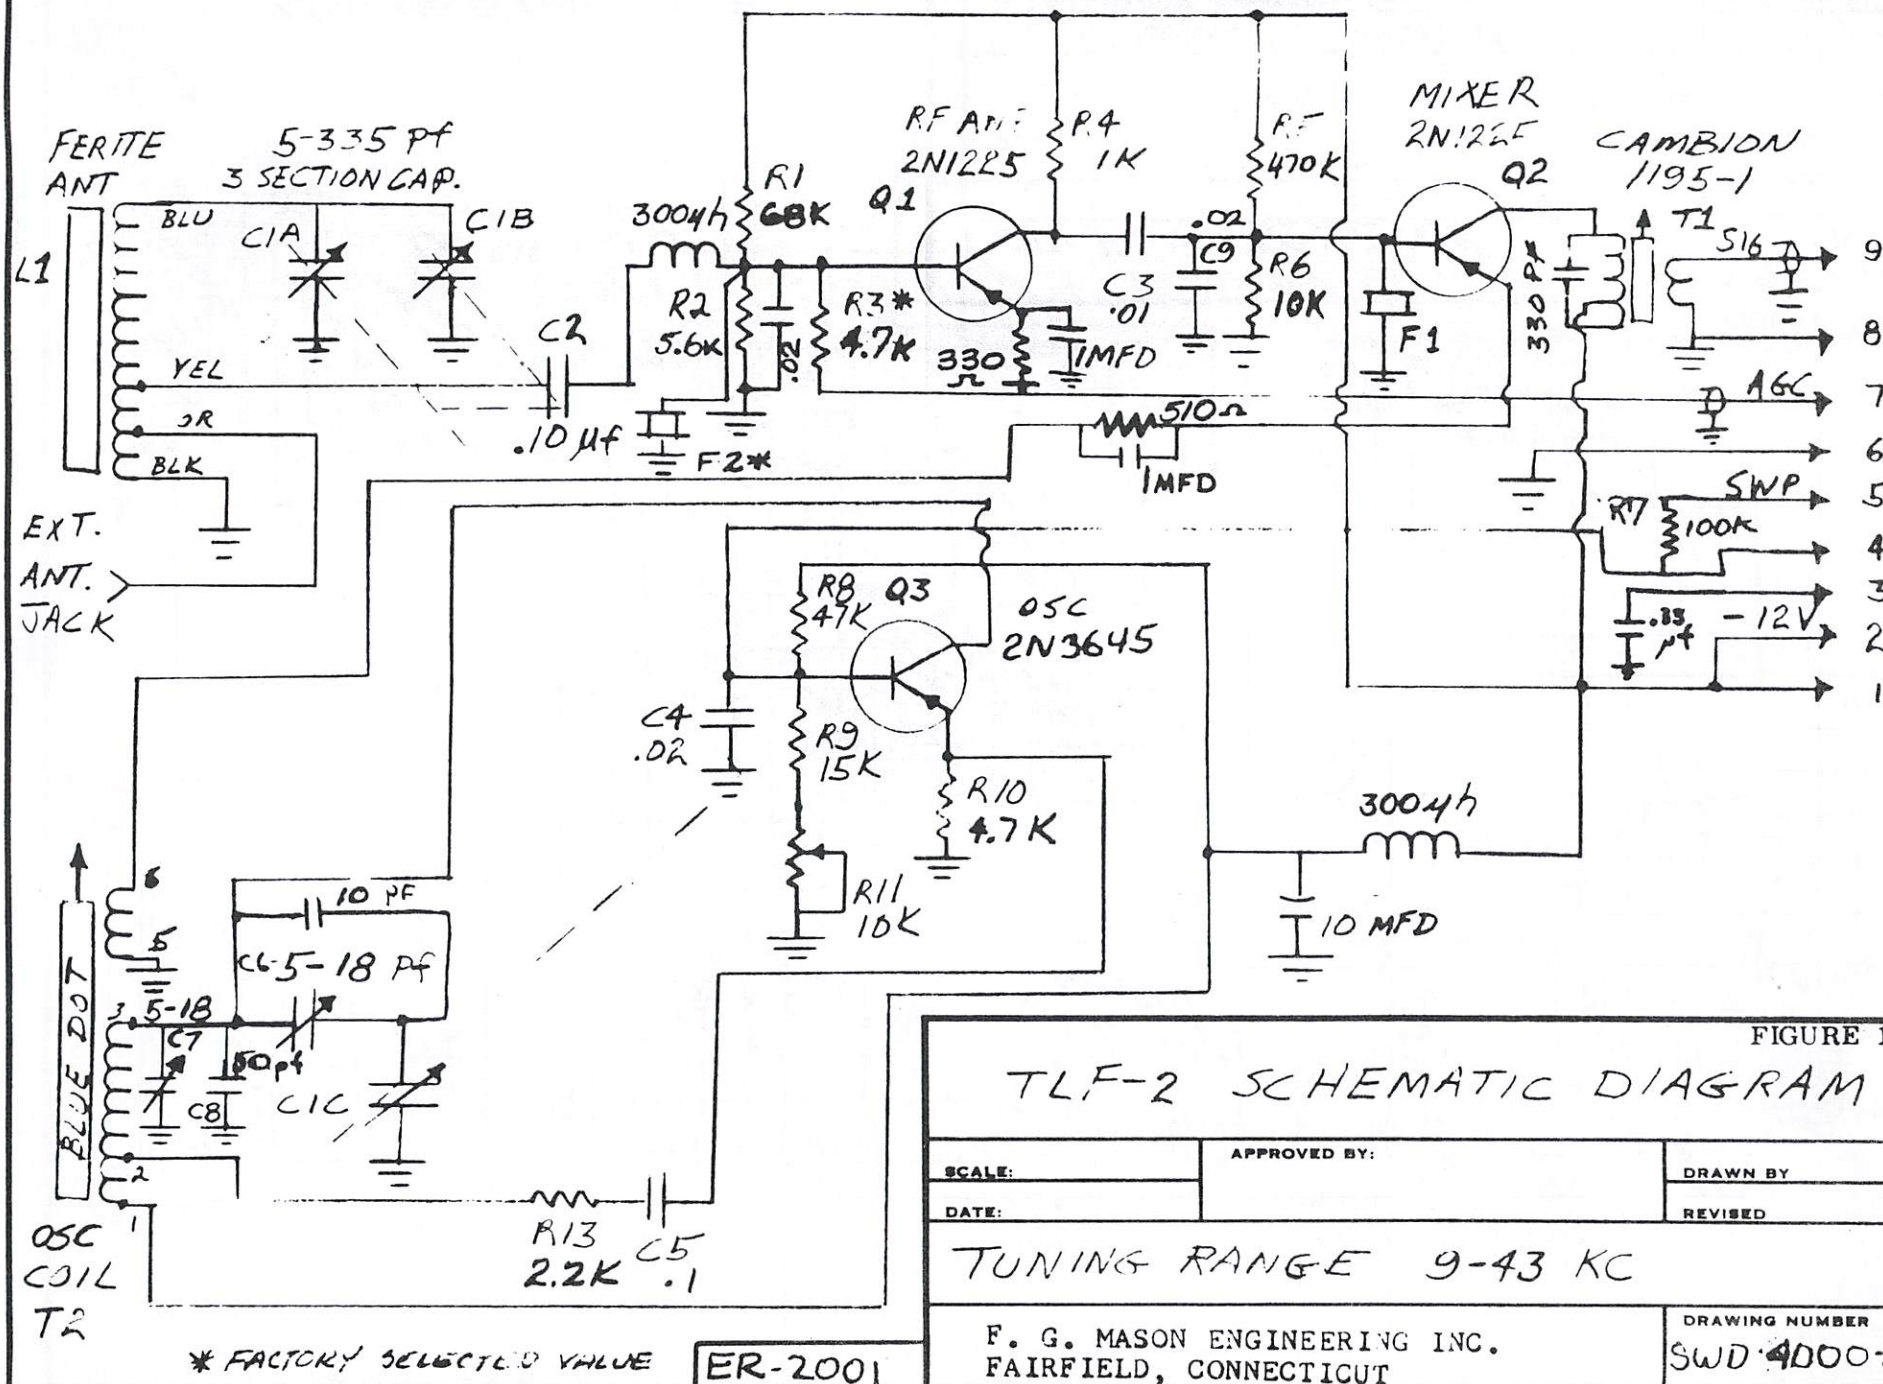 FERITE
ANT
5-335 Pf
3 SECTION CAP.
BLU
C1A
C1B
L1
YEL
BLK
EXT.
ANT.
JACK
C2
.10 µf
300µh
R1
68K
R2
5.6K
.02
R3*
4.7K
F2*
RF
2N1225
Q1
R4
1K
330
Ω
1MFD
C3
.01
.02
C9
470K
R6
10K
F1
MIXER
Q2
CAMBION
1195-1
T1
330 Pf
SIG
9
8
AGC
7
6
SWP
5
R7
100K
4
3
-12V
2
1
.33
µf
510Ω
1MFD
R8
47K
Q3
OSC
2N3645
C4
.02
R9
15K
R10
4.7K
R11
10K
300µh
10 MFD
6
5
BLUE DOT
10 PF
C6 5-18 Pf
3
5-18
C7
50pf
C8
C1C
2
1
OSC
COIL
T2
R13
2.2K
C5
.1
* FACTORY SELECTED VALUE
ER-2001
FIGURE 1
TLF-2 SCHEMATIC DIAGRAM
SCALE:
APPROVED BY:
DRAWN BY
DATE:
REVISED
TUNING RANGE 9-43 KC
F. G. MASON ENGINEERING INC.
FAIRFIELD, CONNECTICUT
DRAWING NUMBER
SWD 4000-